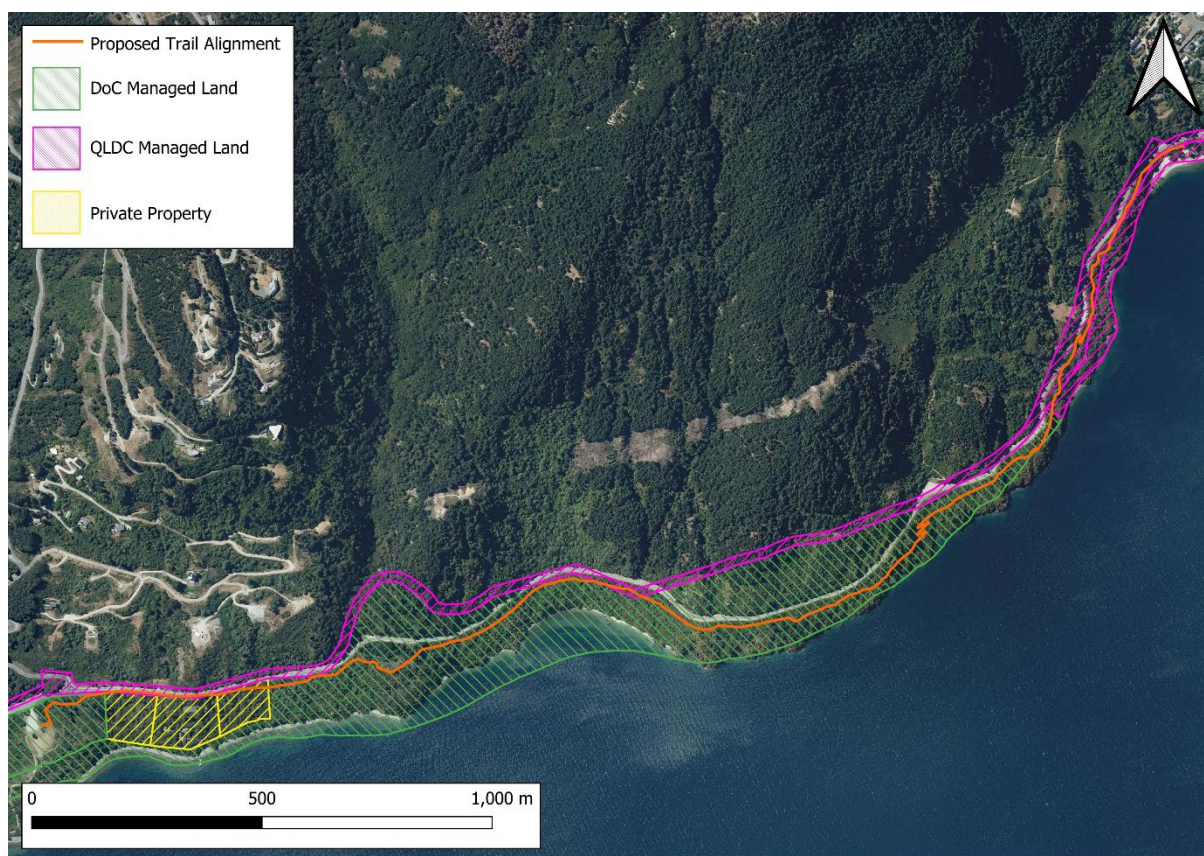 Proposed Trail Alignment
DoC Managed Land
QLDC Managed Land
Private Property
0 500 1,000 m